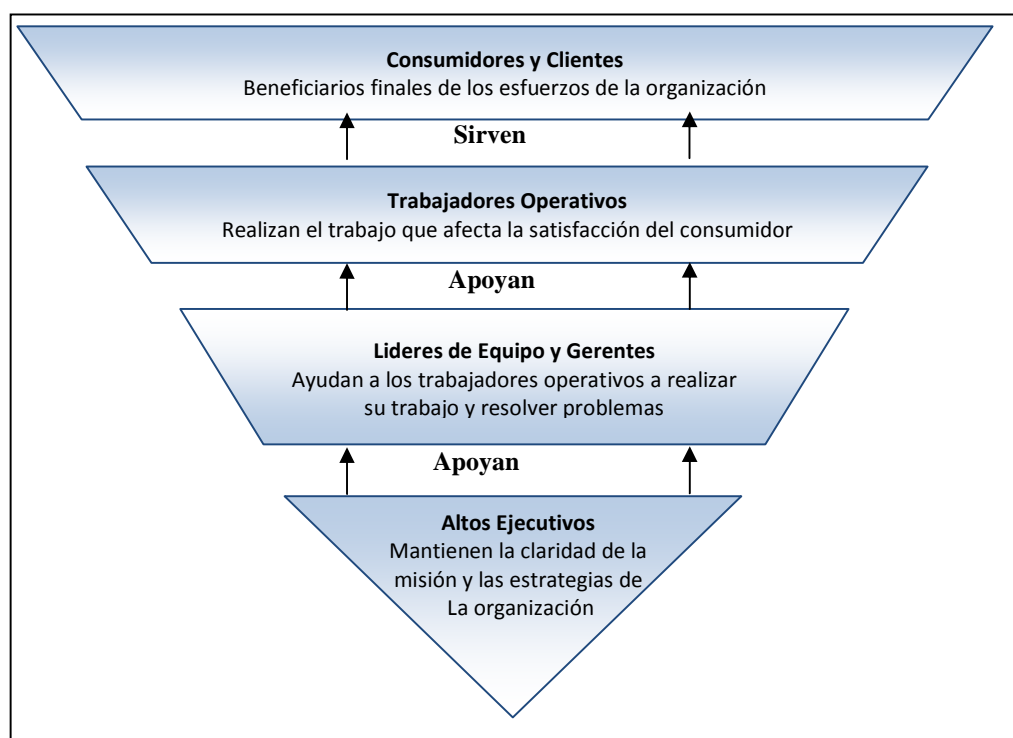 Consumidores y Clientes
Beneficiarios finales de los esfuerzos de la organización
Sirven
Trabajadores Operativos
Realizan el trabajo que afecta la satisfacción del consumidor
Apoyan
Lideres de Equipo y Gerentes
Ayudan a los trabajadores operativos a realizar
su trabajo y resolver problemas
Apoyan
Altos Ejecutivos
Mantienen la claridad de la
misión y las estrategias de
La organización